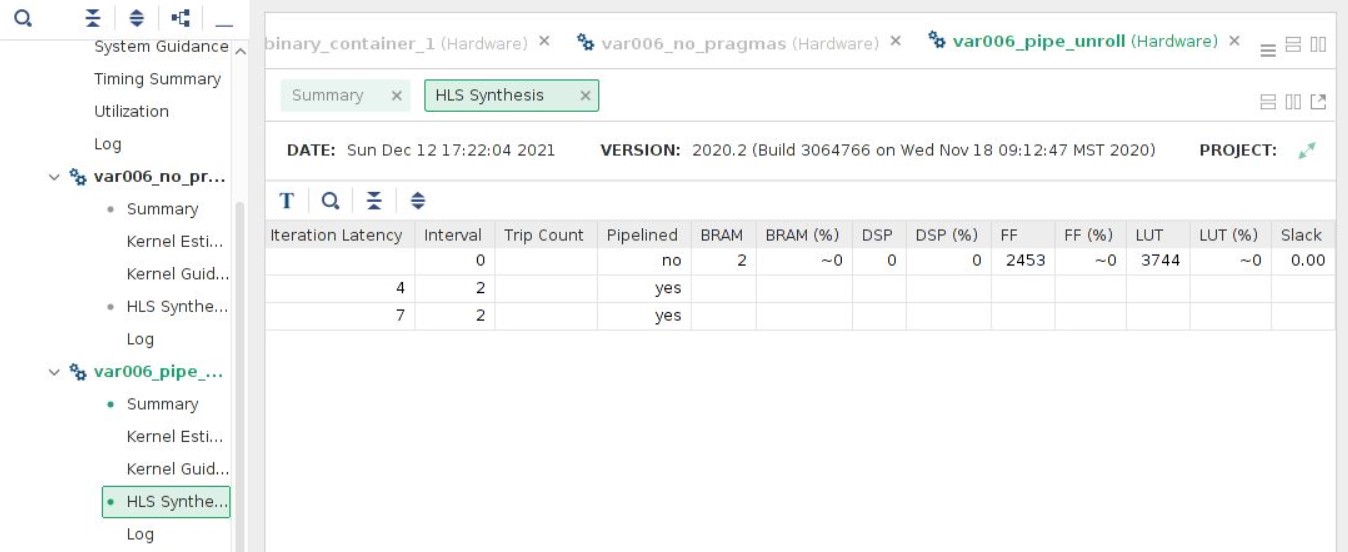 System Guidance
Timing Summary
Utilization
Log
var006_no_pr...
Summary
Kernel Esti...
Kernel Guid...
HLS Synthe...
Log
var006_pipe_...
Summary
Kernel Esti...
Kernel Guid...
HLS Synthe...
Log
binary_container_1 (Hardware) × var006_no_pragmas (Hardware) × var006_pipe_unroll (Hardware) ×
Summary × HLS Synthesis ×
DATE: Sun Dec 12 17:22:04 2021 VERSION: 2020.2 (Build 3064766 on Wed Nov 18 09:12:47 MST 2020) PROJECT:
T
Iteration Latency Interval Trip Count Pipelined BRAM BRAM (%) DSP DSP (%) FF FF (%) LUT LUT (%) Slack
0 no 2 ~0 0 0 2453 ~0 3744 ~0 0.00
4 2 yes
7 2 yes